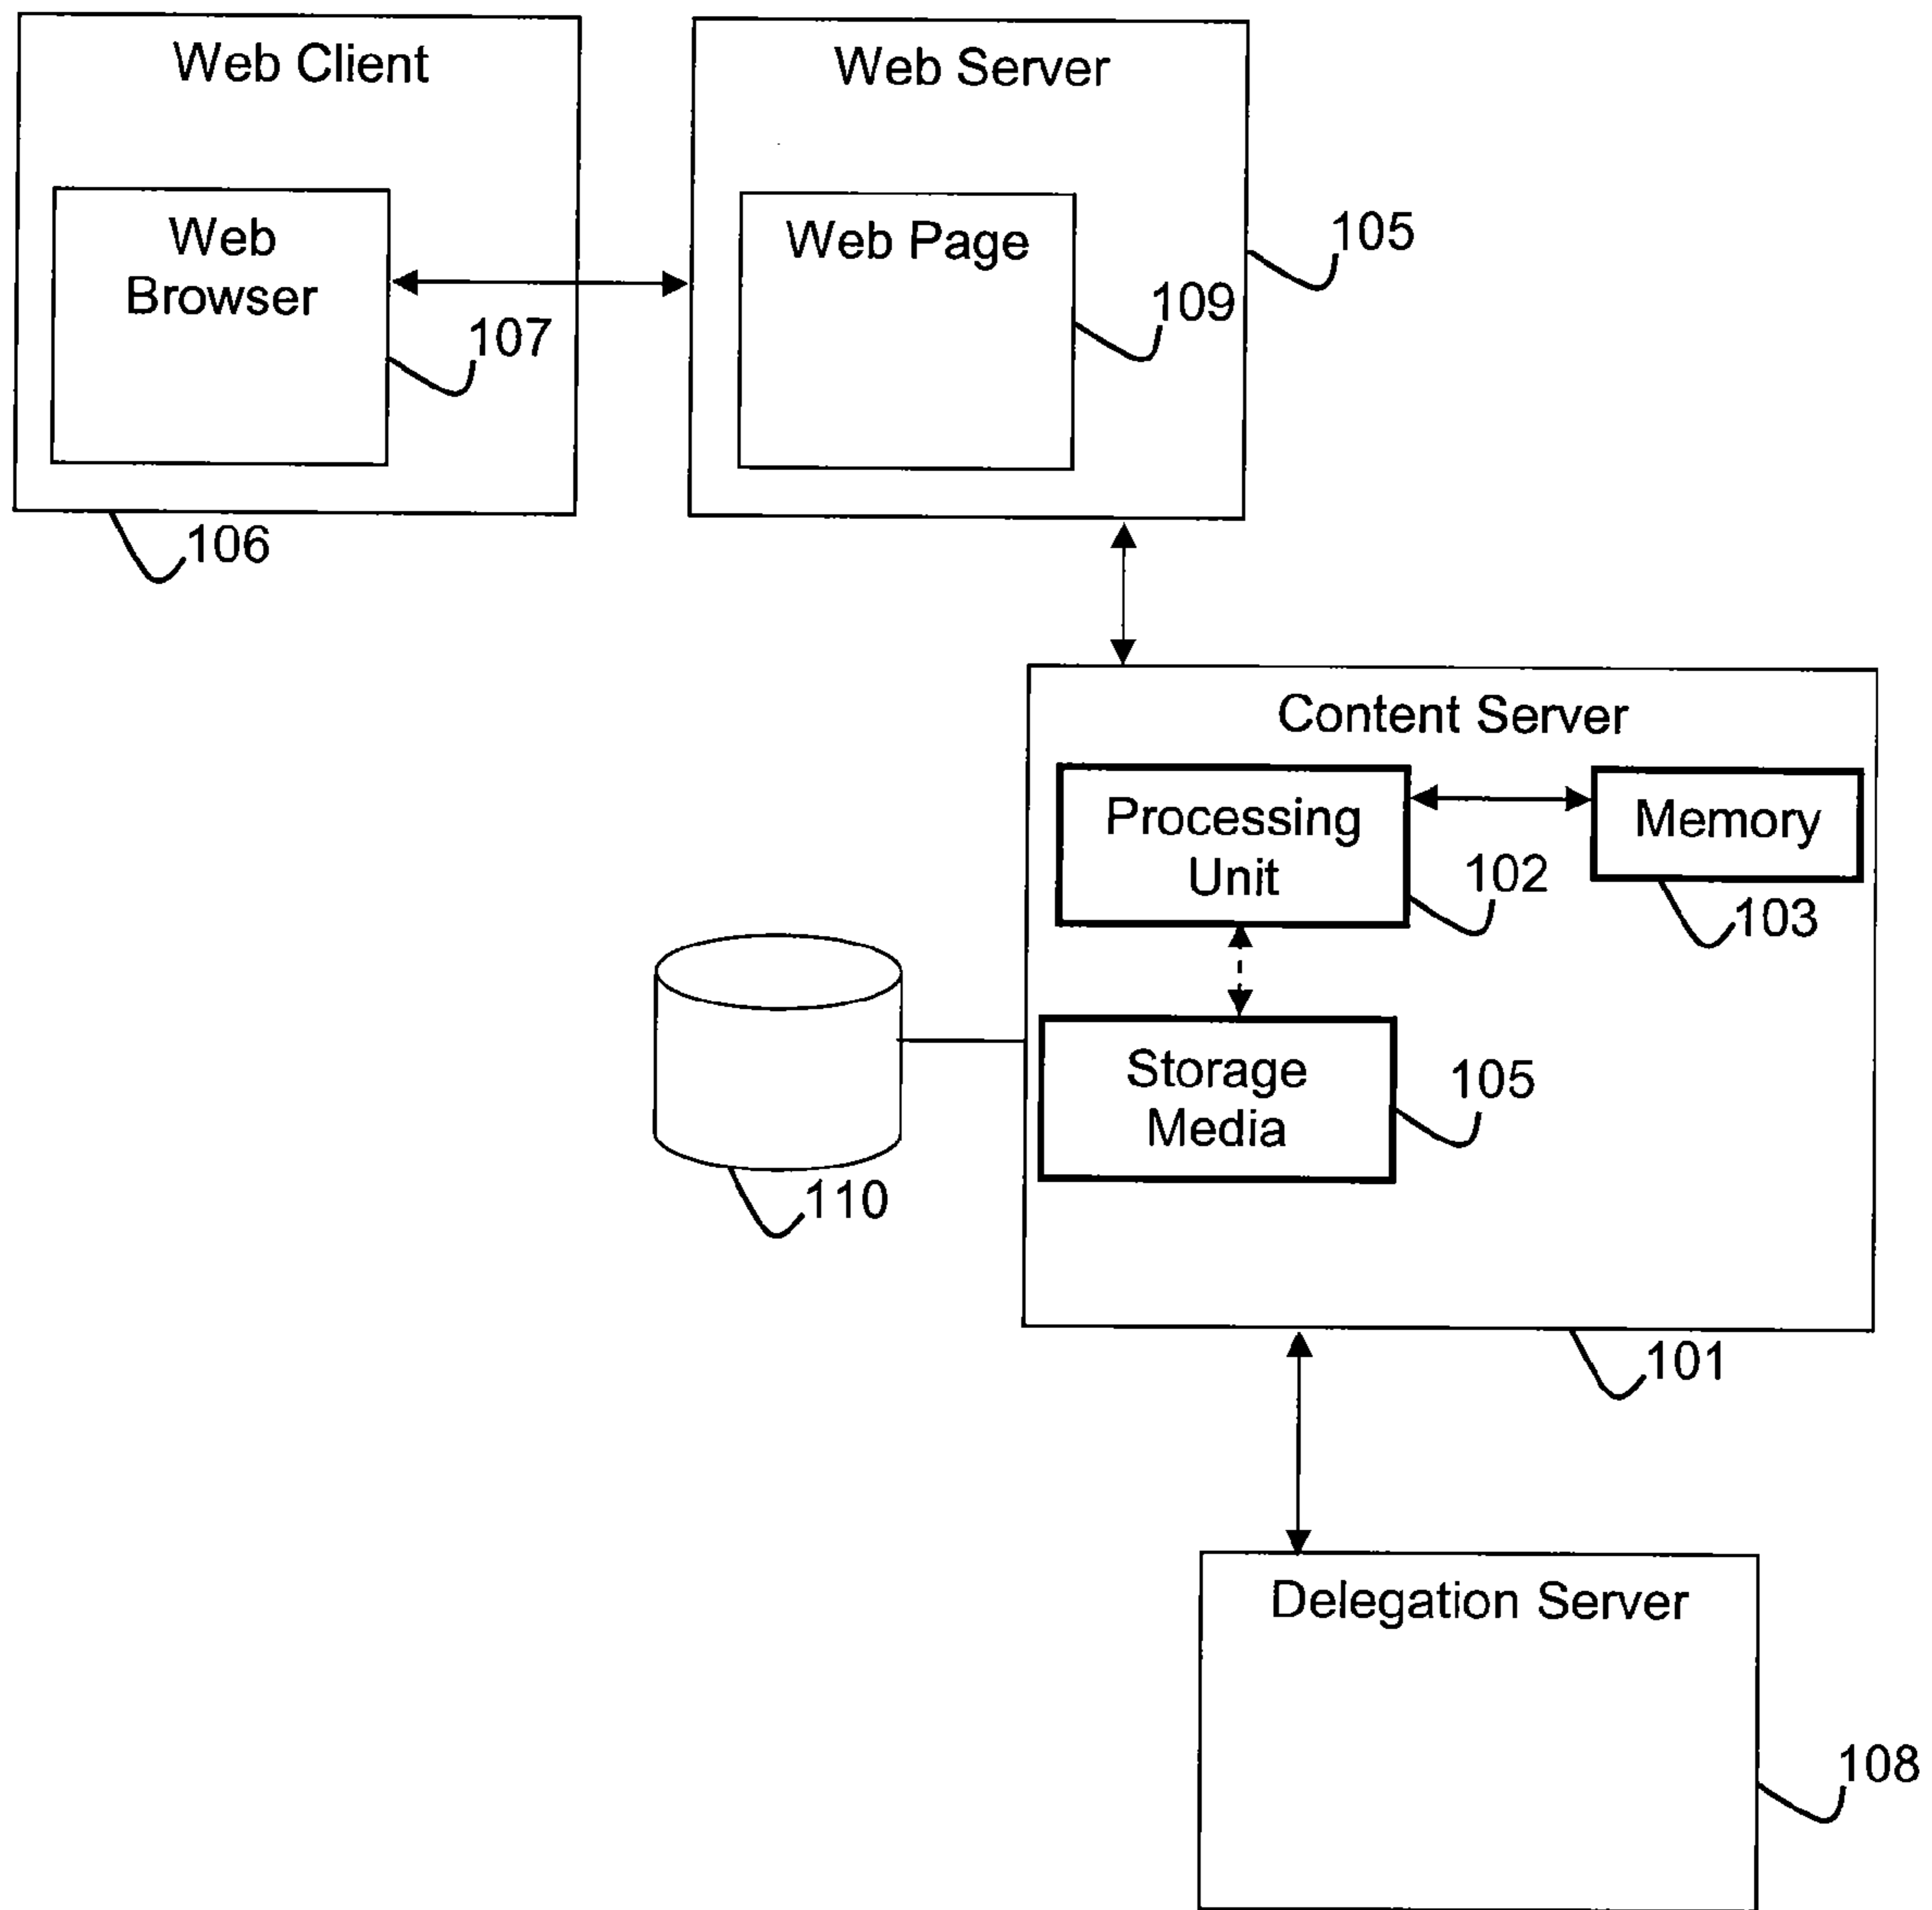 Web Client
Web Server
Web
Browser
Web Page
105
109
107
106
Content Server
Processing
Unit
Memory
102
103
Storage
Media
105
110
101
Delegation Server
108